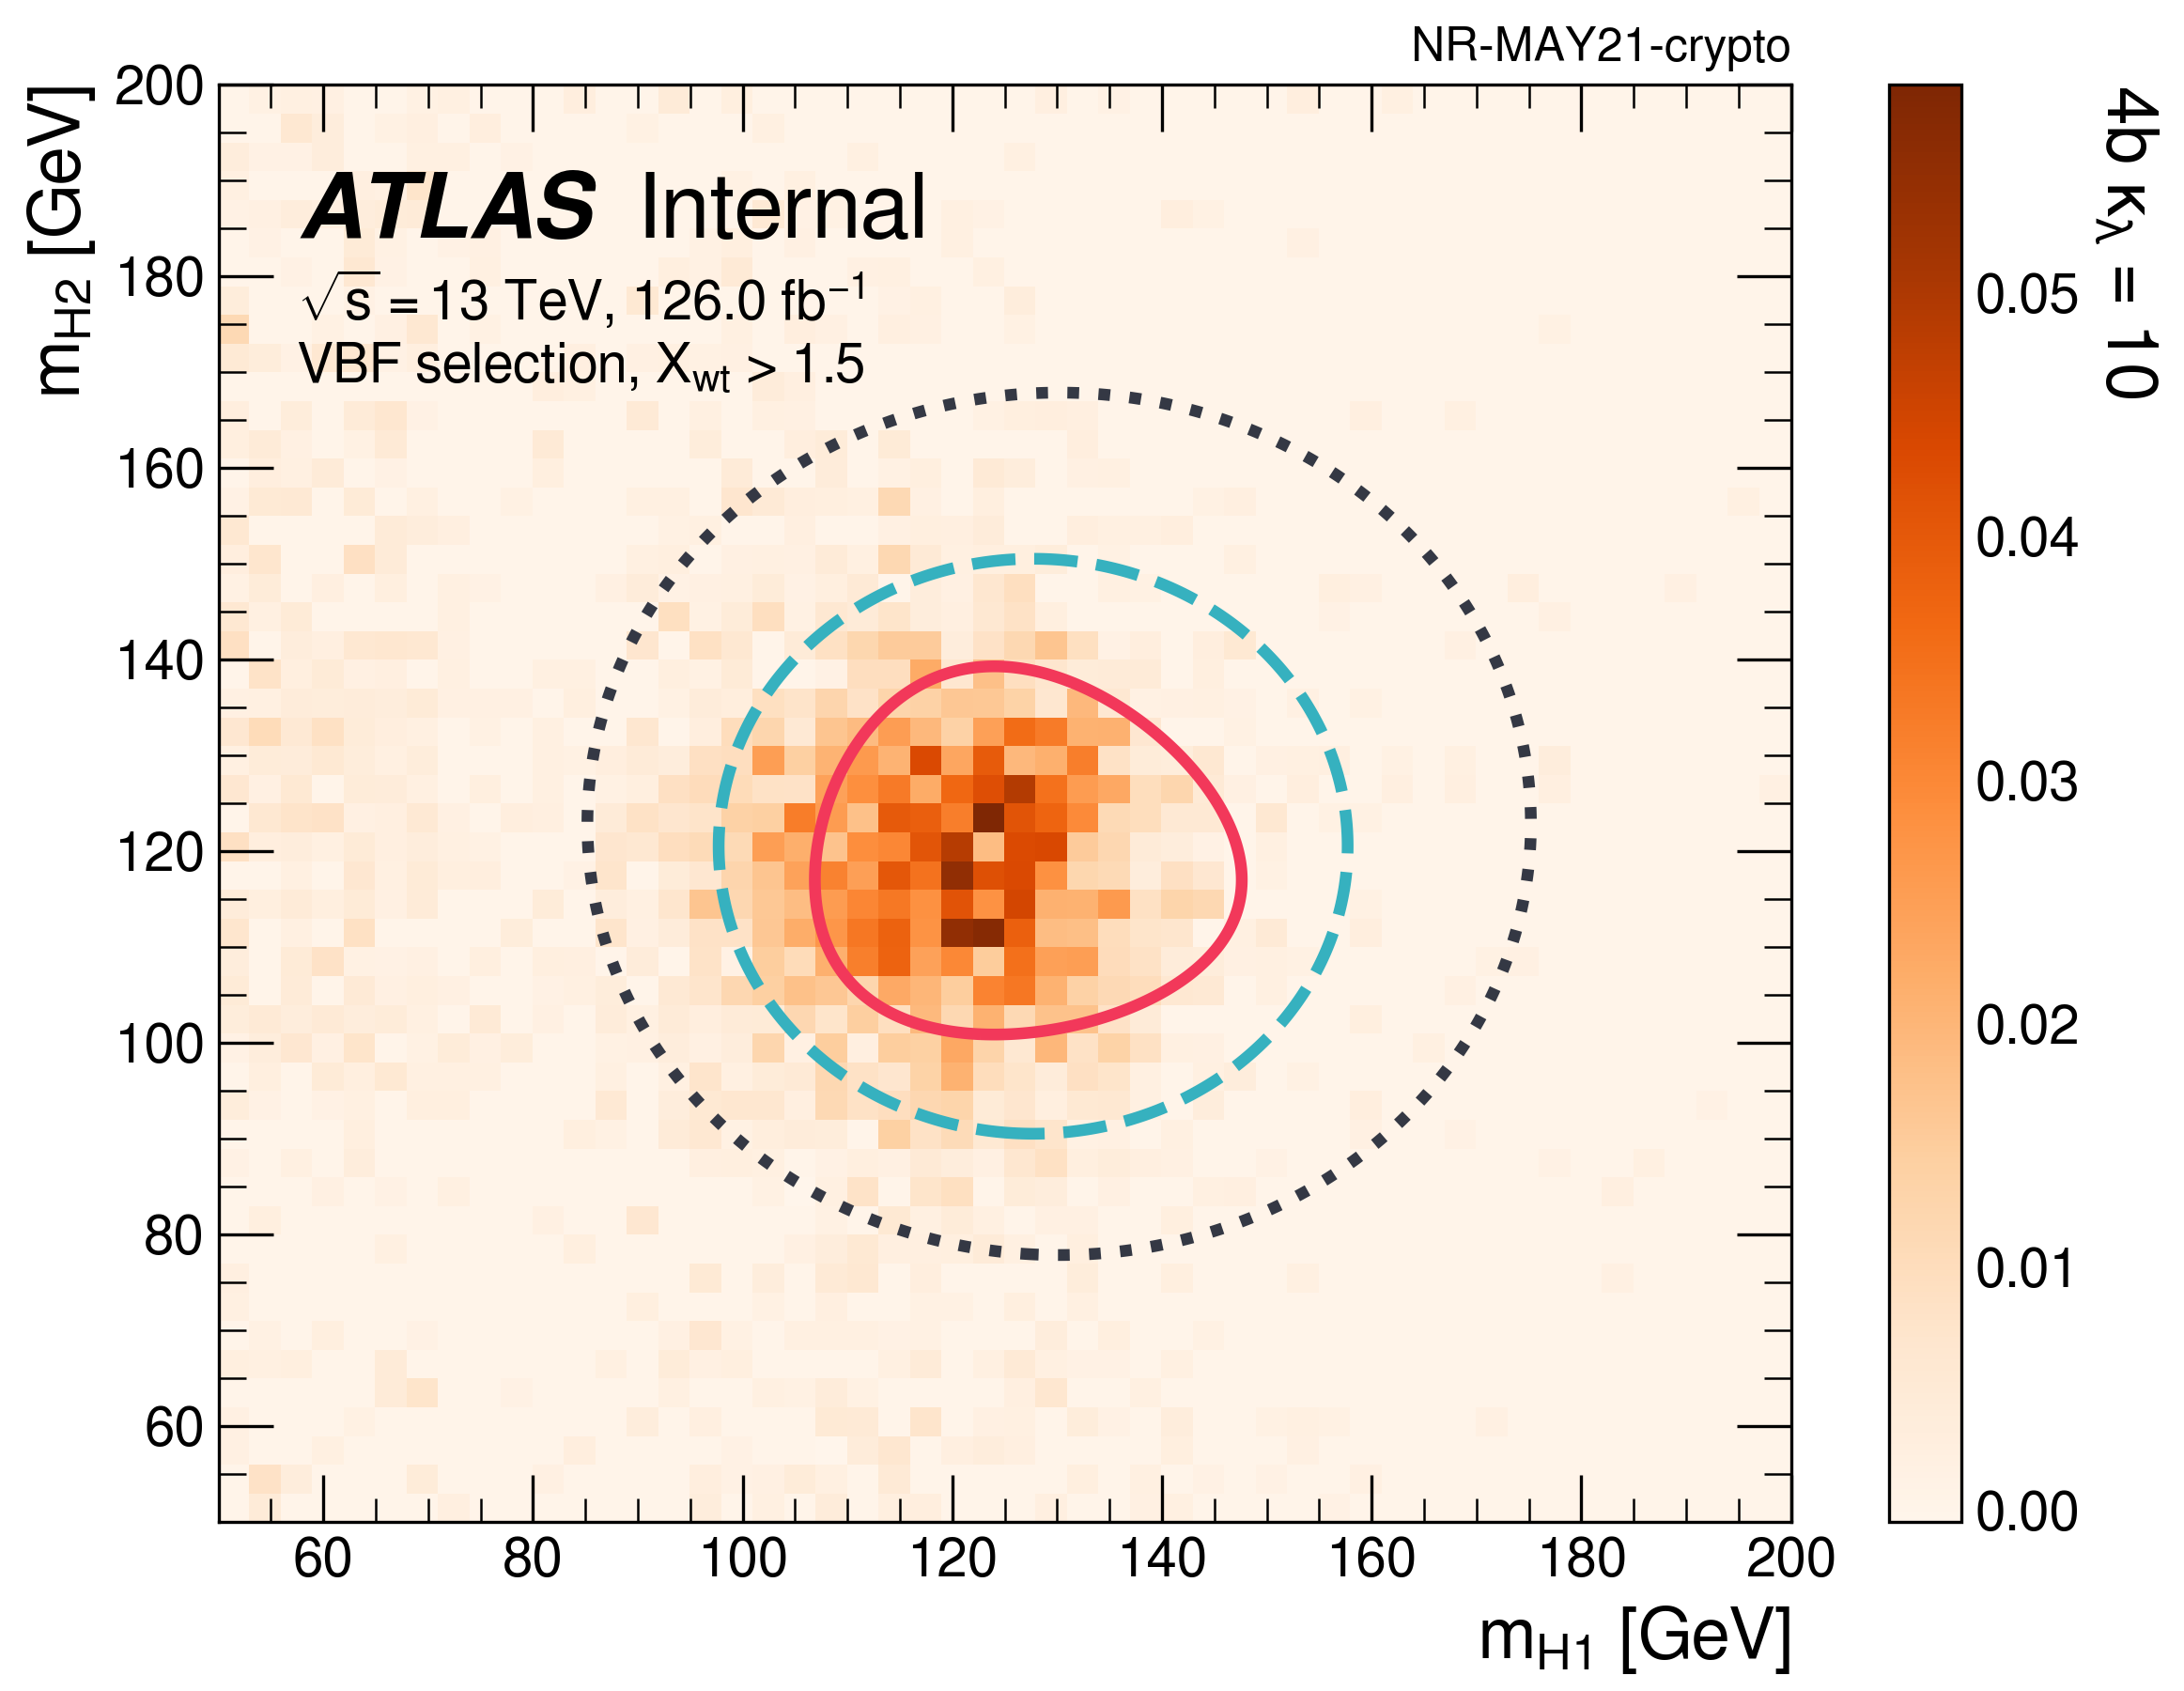 NR-MAY21-crypto
ATLAS Internal
√s = 13 TeV, 126.0 fb⁻¹
VBF selection, X_wt > 1.5
m_H2 [GeV]
200
180
160
140
120
100
80
60
60 80 100 120 140 160 180 200
m_H1 [GeV]
0.05
0.04
0.03
0.02
0.01
0.00
4b κ_λ = 10